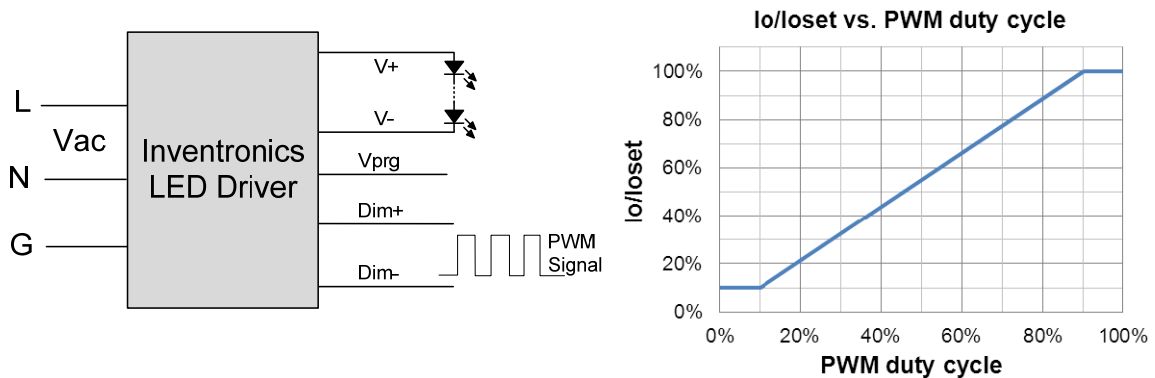 L
Vac
N
G
Inventronics
LED Driver
V+
V-
Vprg
Dim+
Dim-
PWM
Signal
Io/Ioset vs. PWM duty cycle
Io/Ioset
100%
80%
60%
40%
20%
0%
0% 20% 40% 60% 80% 100%
PWM duty cycle